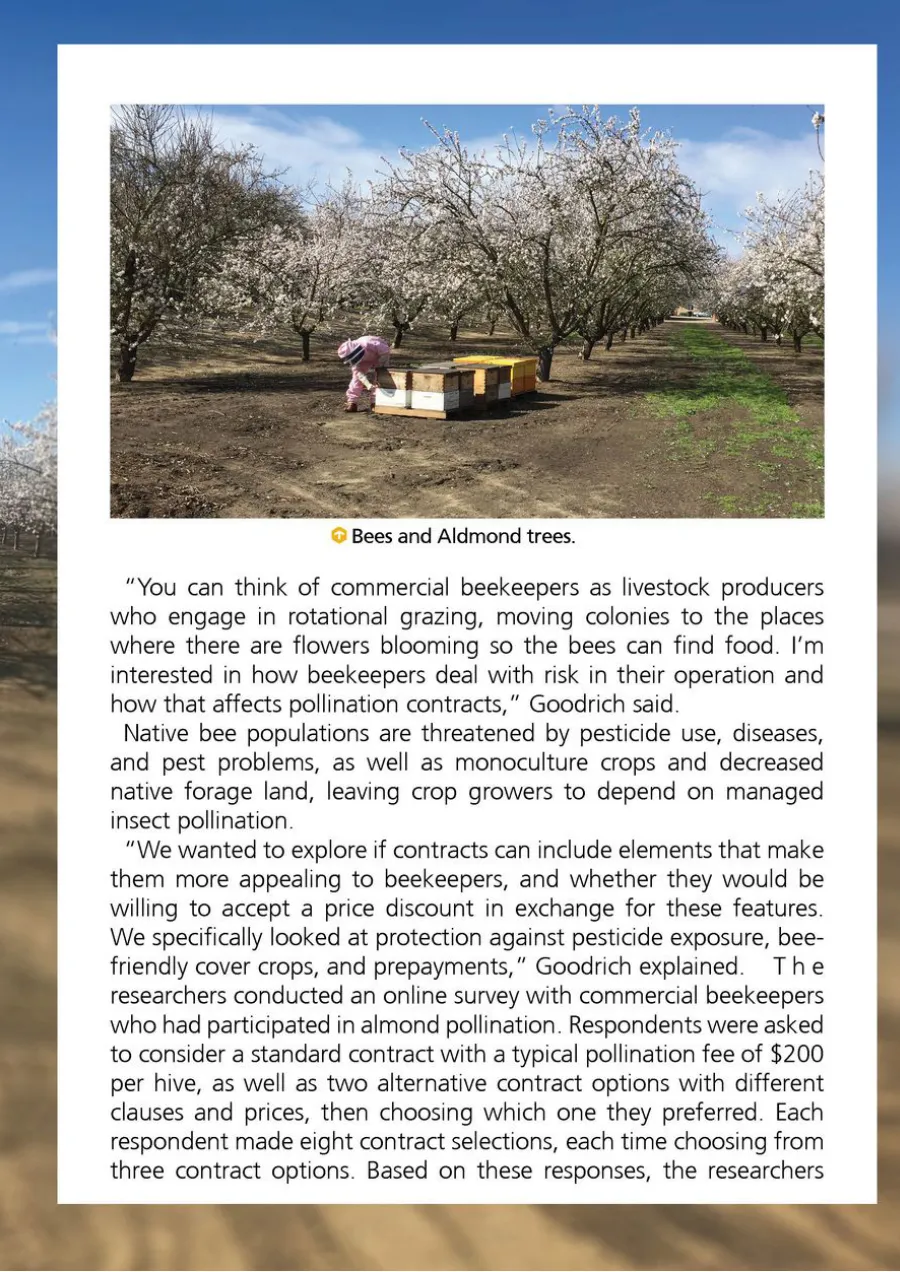 Bees and Aldmond trees.
“You can think of commercial beekeepers as livestock producers
who engage in rotational grazing, moving colonies to the places
where there are flowers blooming so the bees can find food. I’m
interested in how beekeepers deal with risk in their operation and
how that affects pollination contracts,” Goodrich said.
Native bee populations are threatened by pesticide use, diseases,
and pest problems, as well as monoculture crops and decreased
native forage land, leaving crop growers to depend on managed
insect pollination.
“We wanted to explore if contracts can include elements that make
them more appealing to beekeepers, and whether they would be
willing to accept a price discount in exchange for these features.
We specifically looked at protection against pesticide exposure, bee-
friendly cover crops, and prepayments,” Goodrich explained. T h e
researchers conducted an online survey with commercial beekeepers
who had participated in almond pollination. Respondents were asked
to consider a standard contract with a typical pollination fee of $200
per hive, as well as two alternative contract options with different
clauses and prices, then choosing which one they preferred. Each
respondent made eight contract selections, each time choosing from
three contract options. Based on these responses, the researchers